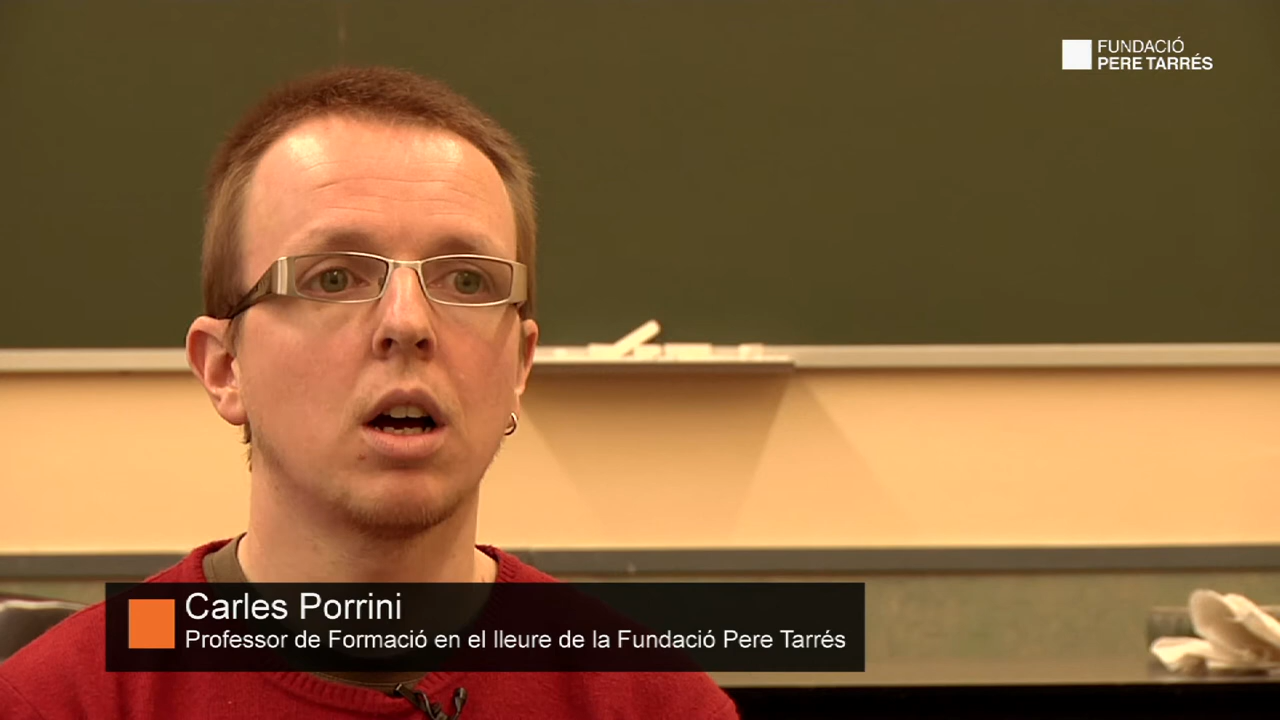 FUNDACIÓ
PERE TARRÉS
Carles Porrini
Professor de Formació en el lleure de la Fundació Pere Tarrés